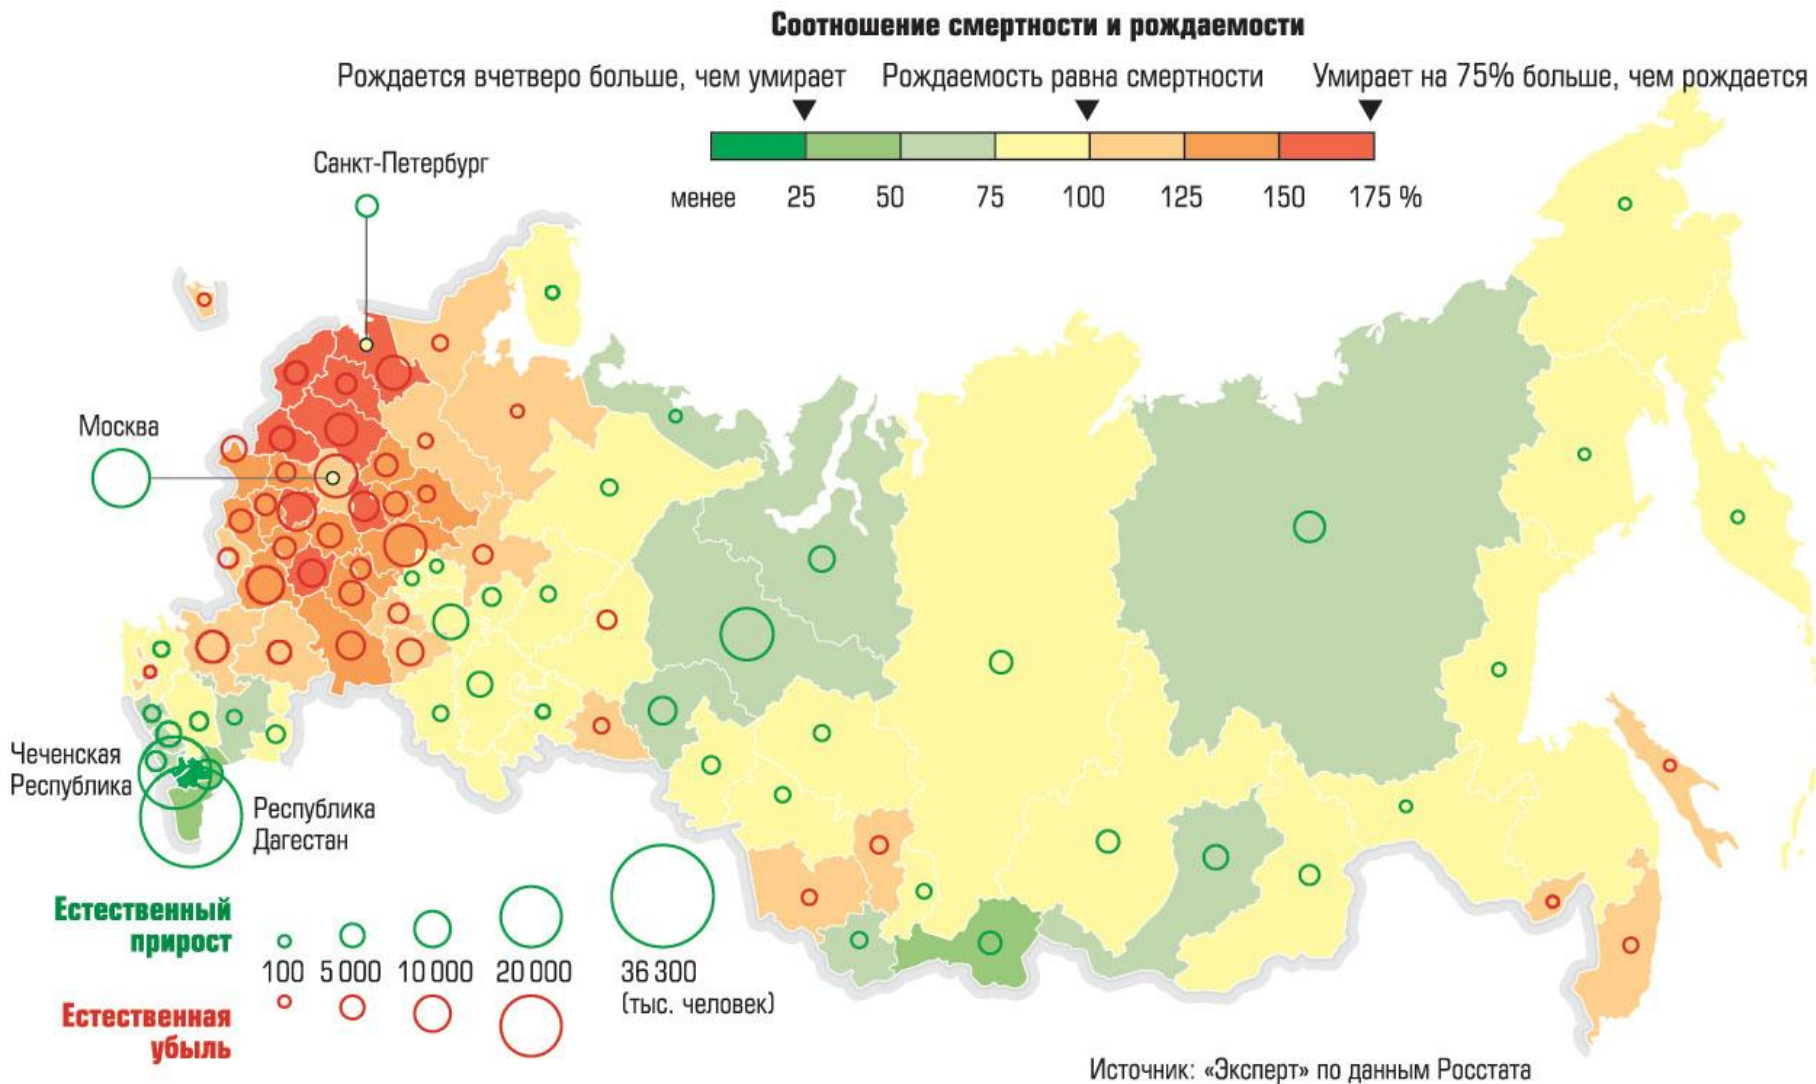 Соотношение смертности и рождаемости
Рождается вчетверо больше, чем умирает
Рождаемость равна смертности
Умирает на 75% больше, чем рождается
менее 25 50 75 100 125 150 175 %
Санкт-Петербург
Москва
Чеченская
Республика
Республика
Дагестан
Естественный
прирост
100 5 000 10 000 20 000 36 300
(тыс. человек)
Естественная
убыль
Источник: «Эксперт» по данным Росстата